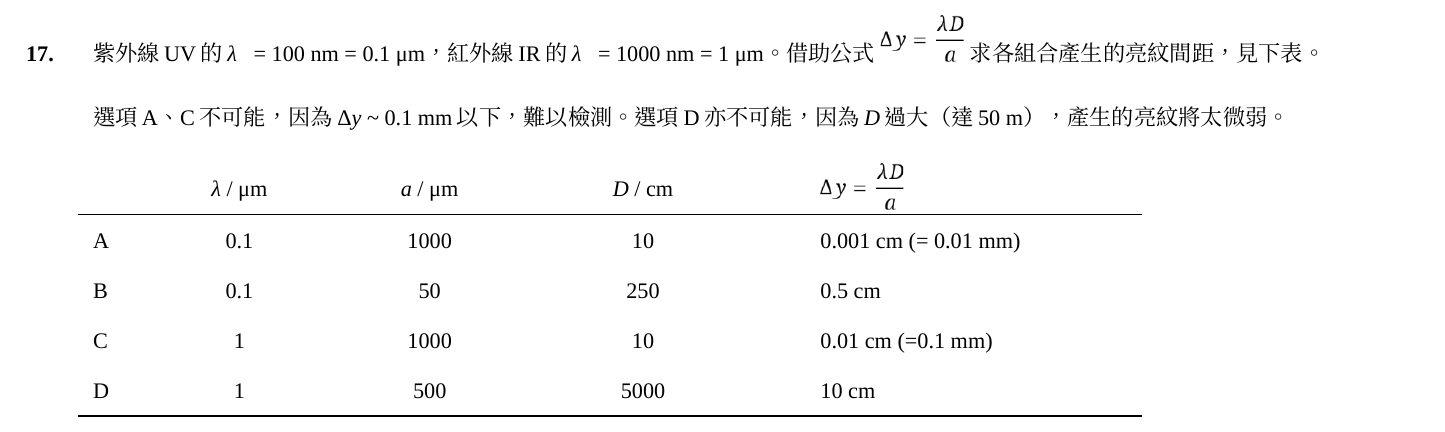 17. 紫外線 UV 的 λ = 100 nm = 0.1 μm，紅外線 IR 的 λ = 1000 nm = 1 μm。借助公式 Δy = λD/a 求各組合產生的亮紋間距，見下表。
選項 A、C 不可能，因為 Δy ~ 0.1 mm 以下，難以檢測。選項 D 亦不可能，因為 D 過大（達 50 m），產生的亮紋將太微弱。
λ / μm a / μm D / cm Δy = λD/a
A 0.1 1000 10 0.001 cm (= 0.01 mm)
B 0.1 50 250 0.5 cm
C 1 1000 10 0.01 cm (=0.1 mm)
D 1 500 5000 10 cm